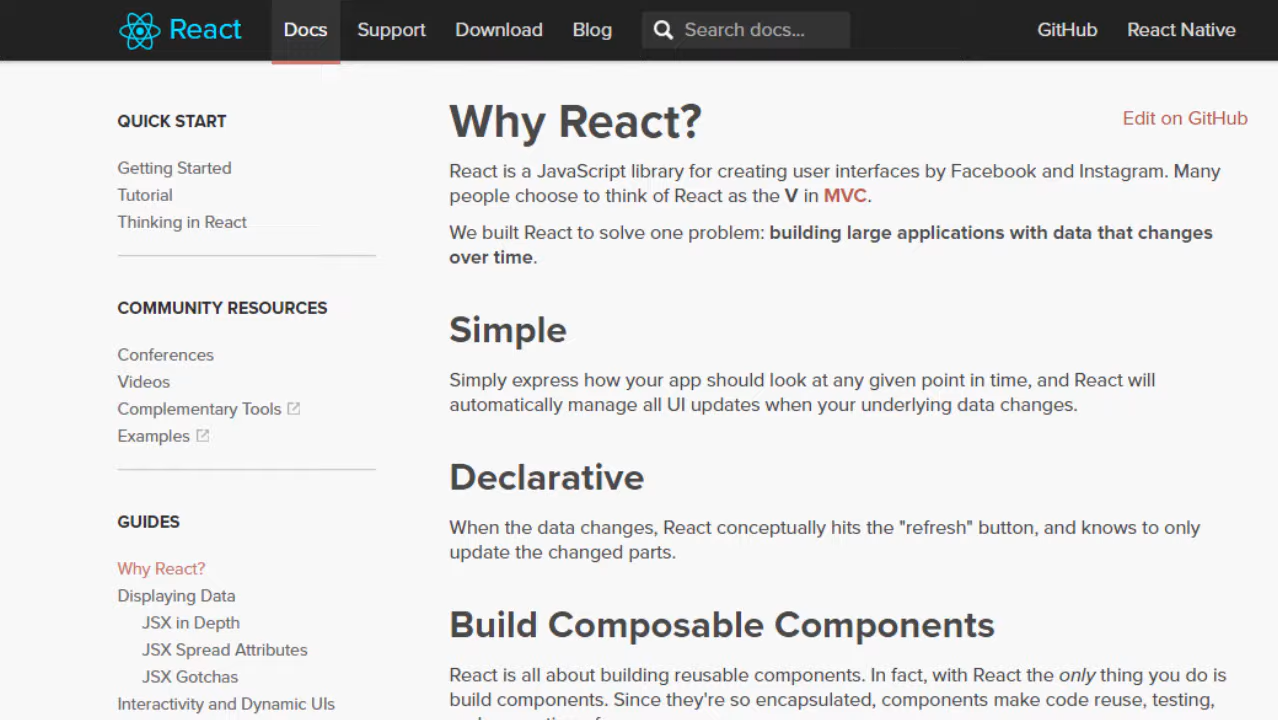 React
Docs
Support
Download
Blog
Search docs...
GitHub
React Native
QUICK START
Getting Started
Tutorial
Thinking in React
COMMUNITY RESOURCES
Conferences
Videos
Complementary Tools
Examples
GUIDES
Why React?
Displaying Data
JSX in Depth
JSX Spread Attributes
JSX Gotchas
Interactivity and Dynamic UIs
Why React?
Edit on GitHub
React is a JavaScript library for creating user interfaces by Facebook and Instagram. Many
people choose to think of React as the V in MVC.
We built React to solve one problem: building large applications with data that changes
over time.
Simple
Simply express how your app should look at any given point in time, and React will
automatically manage all UI updates when your underlying data changes.
Declarative
When the data changes, React conceptually hits the "refresh" button, and knows to only
update the changed parts.
Build Composable Components
React is all about building reusable components. In fact, with React the only thing you do is
build components. Since they're so encapsulated, components make code reuse, testing,